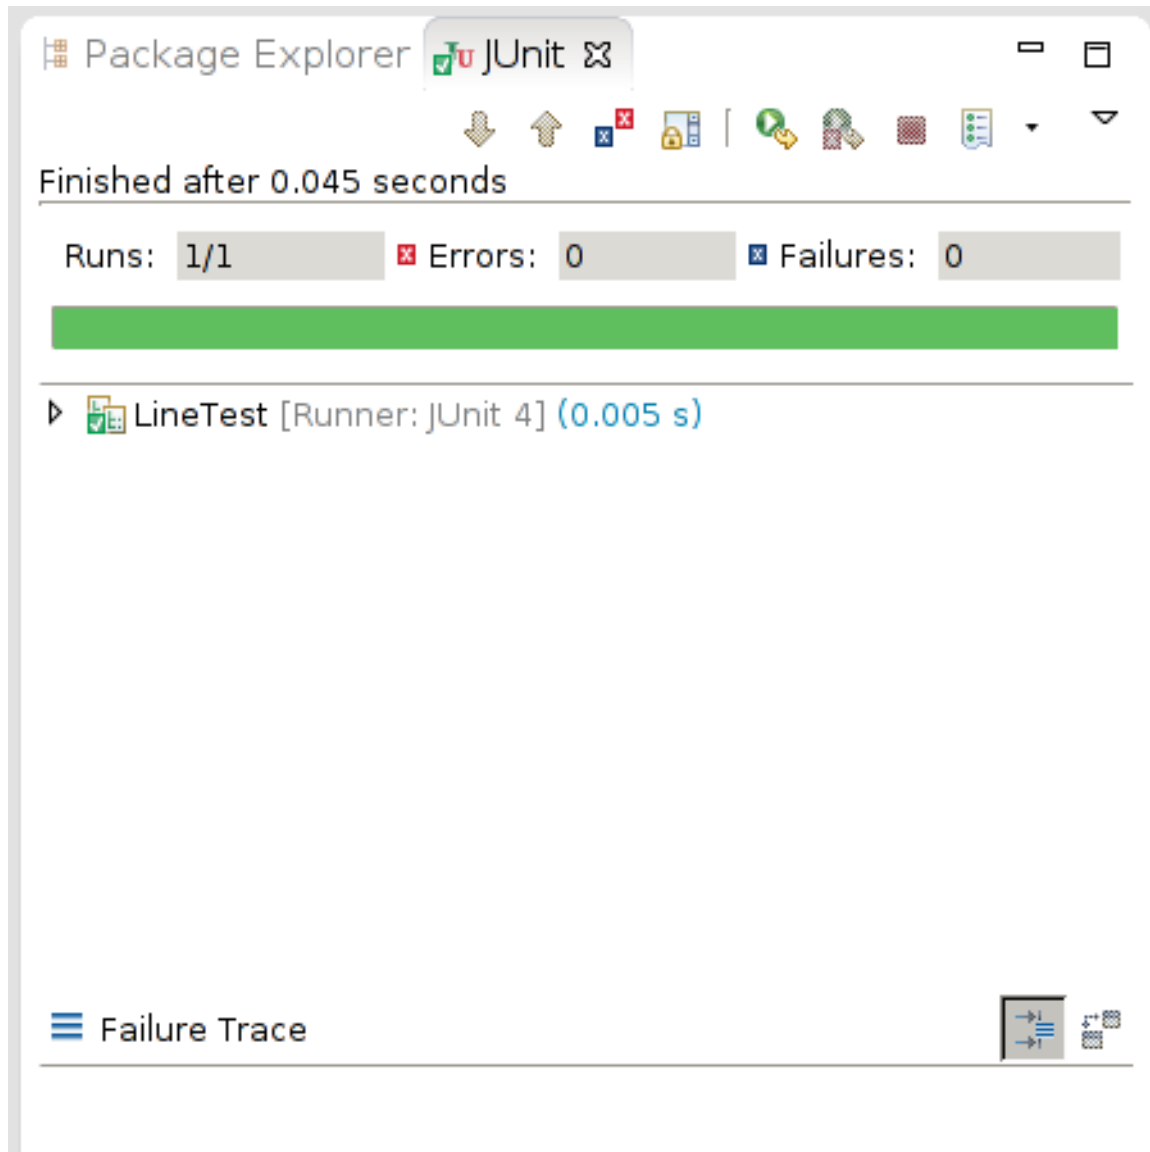 Package Explorer JUnit
Finished after 0.045 seconds
Runs: 1/1 Errors: 0 Failures: 0
LineTest [Runner: JUnit 4] (0.005 s)
Failure Trace